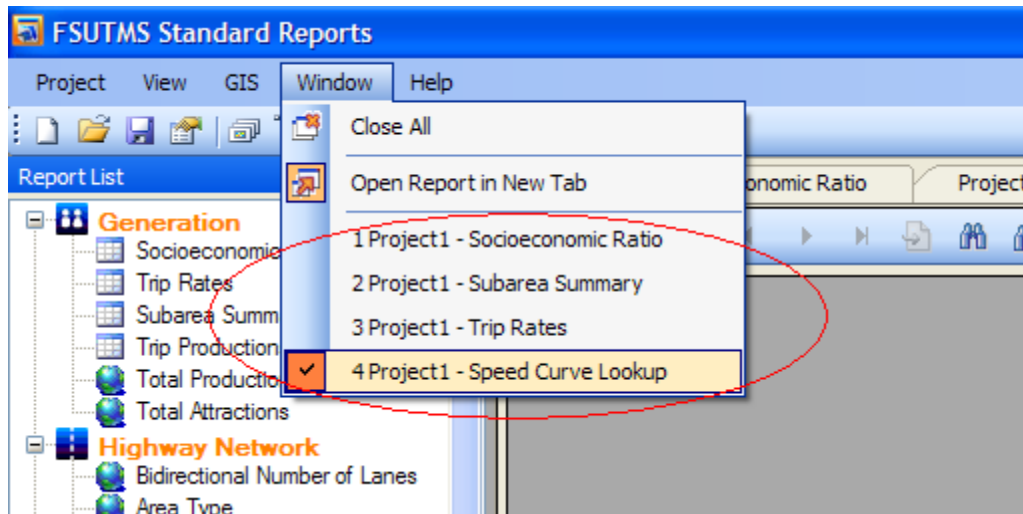 FSUTMS Standard Reports
Project View GIS Window Help
Close All
Report List
Open Report in New Tab
onomic Ratio
Project
Generation
Socioeconomic
1 Project1 - Socioeconomic Ratio
Trip Rates
2 Project1 - Subarea Summary
Subarea Summ
3 Project1 - Trip Rates
Trip Production
4 Project1 - Speed Curve Lookup
Total Productio
Total Attractions
Highway Network
Bidirectional Number of Lanes
Area Type